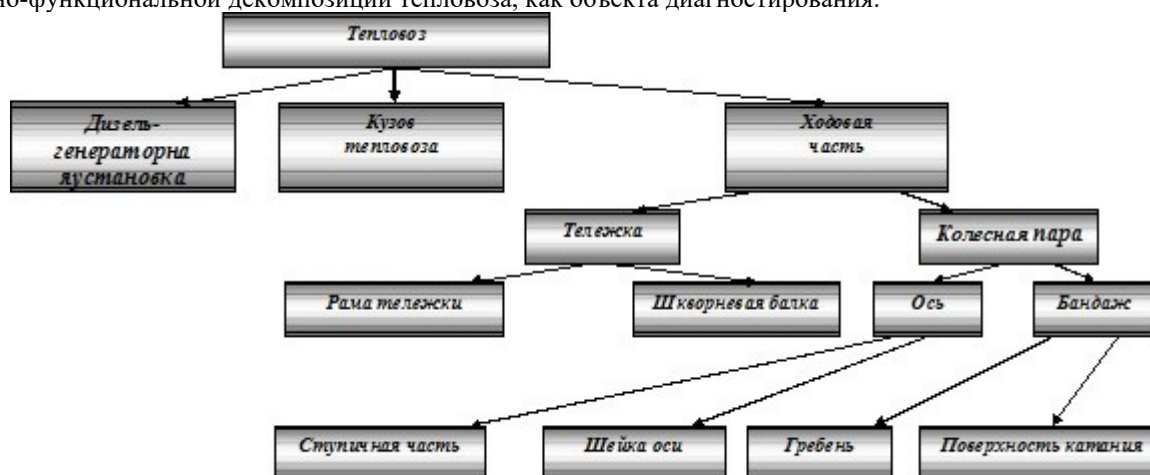 но-функциональной декомпозиции тепловоза, как объекта диагностирования.
Тепловоз
Дизель-
генераторна
яустановка
Кузов
тепловоза
Ходовая
часть
Тележка
Колесная пара
Рама тележки
Шкворневая балка
Ось
Бандаж
Ступичная часть
Шейка оси
Гребень
Поверхность катания